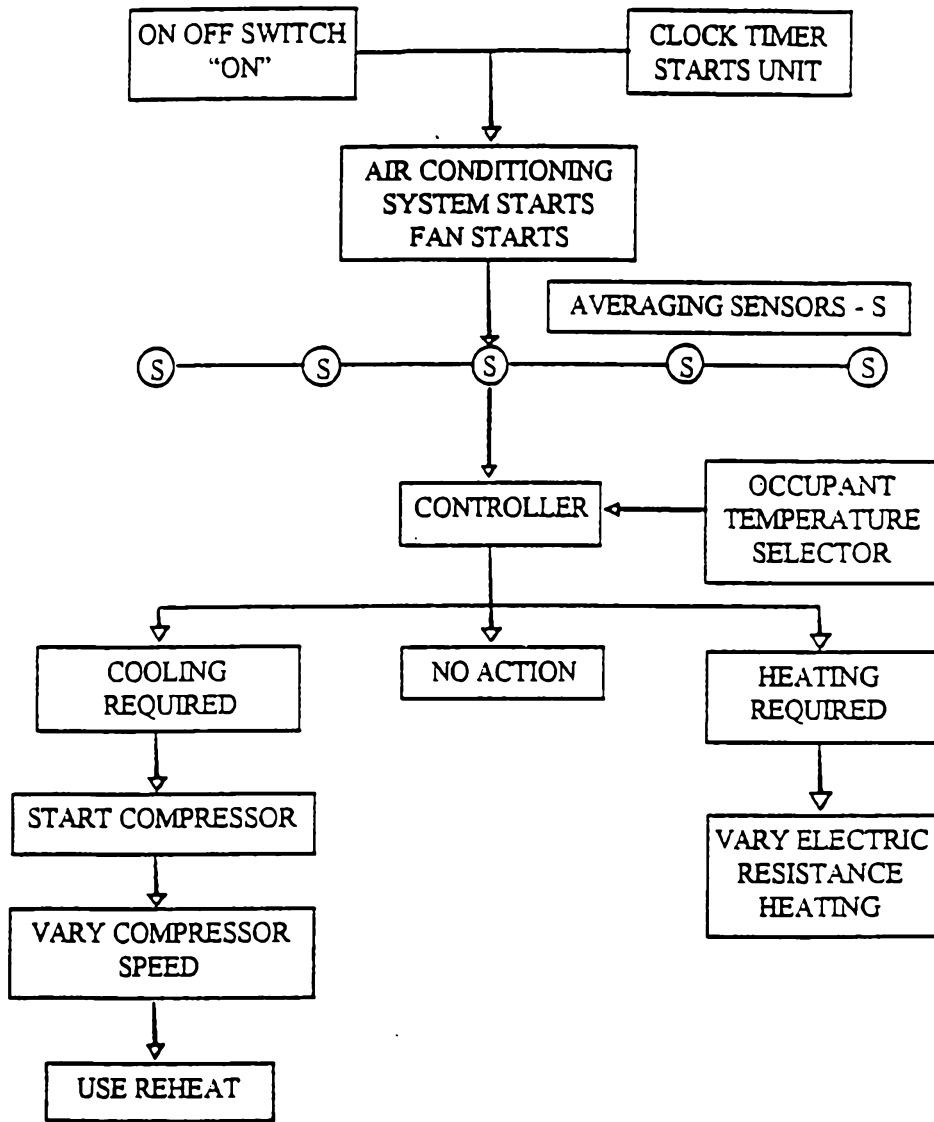 ON OFF SWITCH
“ON”
CLOCK TIMER
STARTS UNIT
AIR CONDITIONING
SYSTEM STARTS
FAN STARTS
AVERAGING SENSORS - S
S
S
S
S
S
CONTROLLER
OCCUPANT
TEMPERATURE
SELECTOR
COOLING
REQUIRED
NO ACTION
HEATING
REQUIRED
START COMPRESSOR
VARY ELECTRIC
RESISTANCE
HEATING
VARY COMPRESSOR
SPEED
USE REHEAT